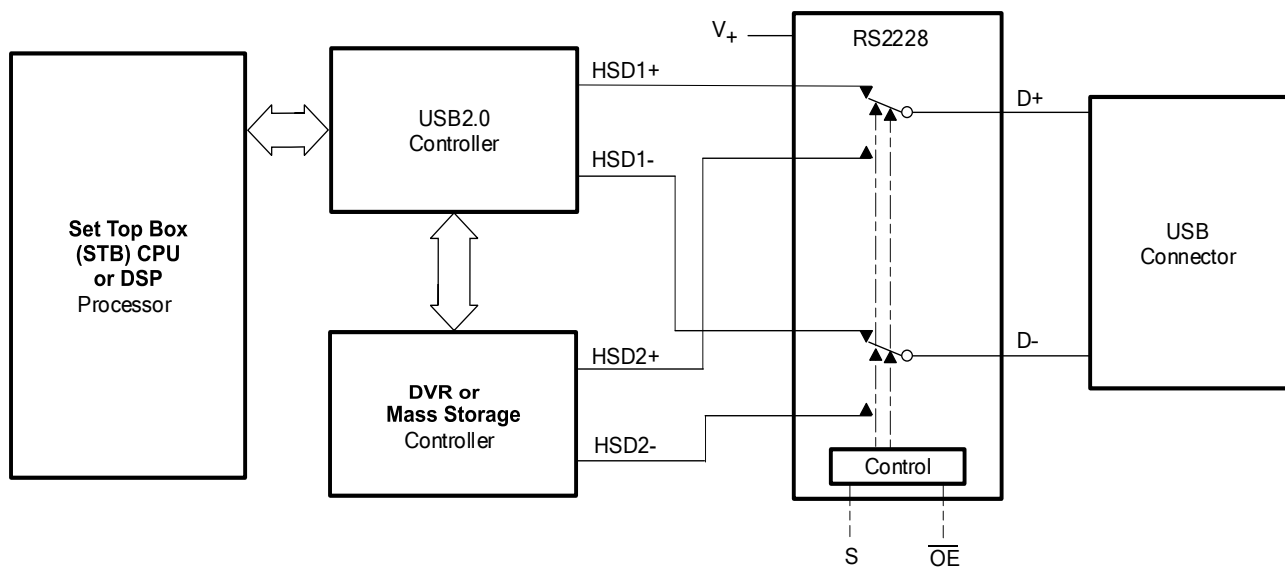 Set Top Box
(STB) CPU
or DSP
Processor
USB2.0
Controller
DVR or
Mass Storage
Controller
HSD1+
HSD1-
HSD2+
HSD2-
V+
RS2228
Control
S
O̅E̅
D+
D-
USB
Connector